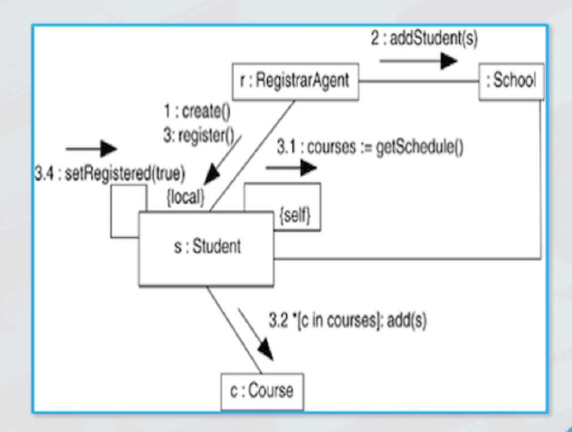 2 : addStudent(s)
r : RegistrarAgent
: School
1 : create()
3: register()
3.1 : courses := getSchedule()
3.4 : setRegistered(true)
{local}
{self}
s : Student
3.2 *[c in courses]: add(s)
c : Course